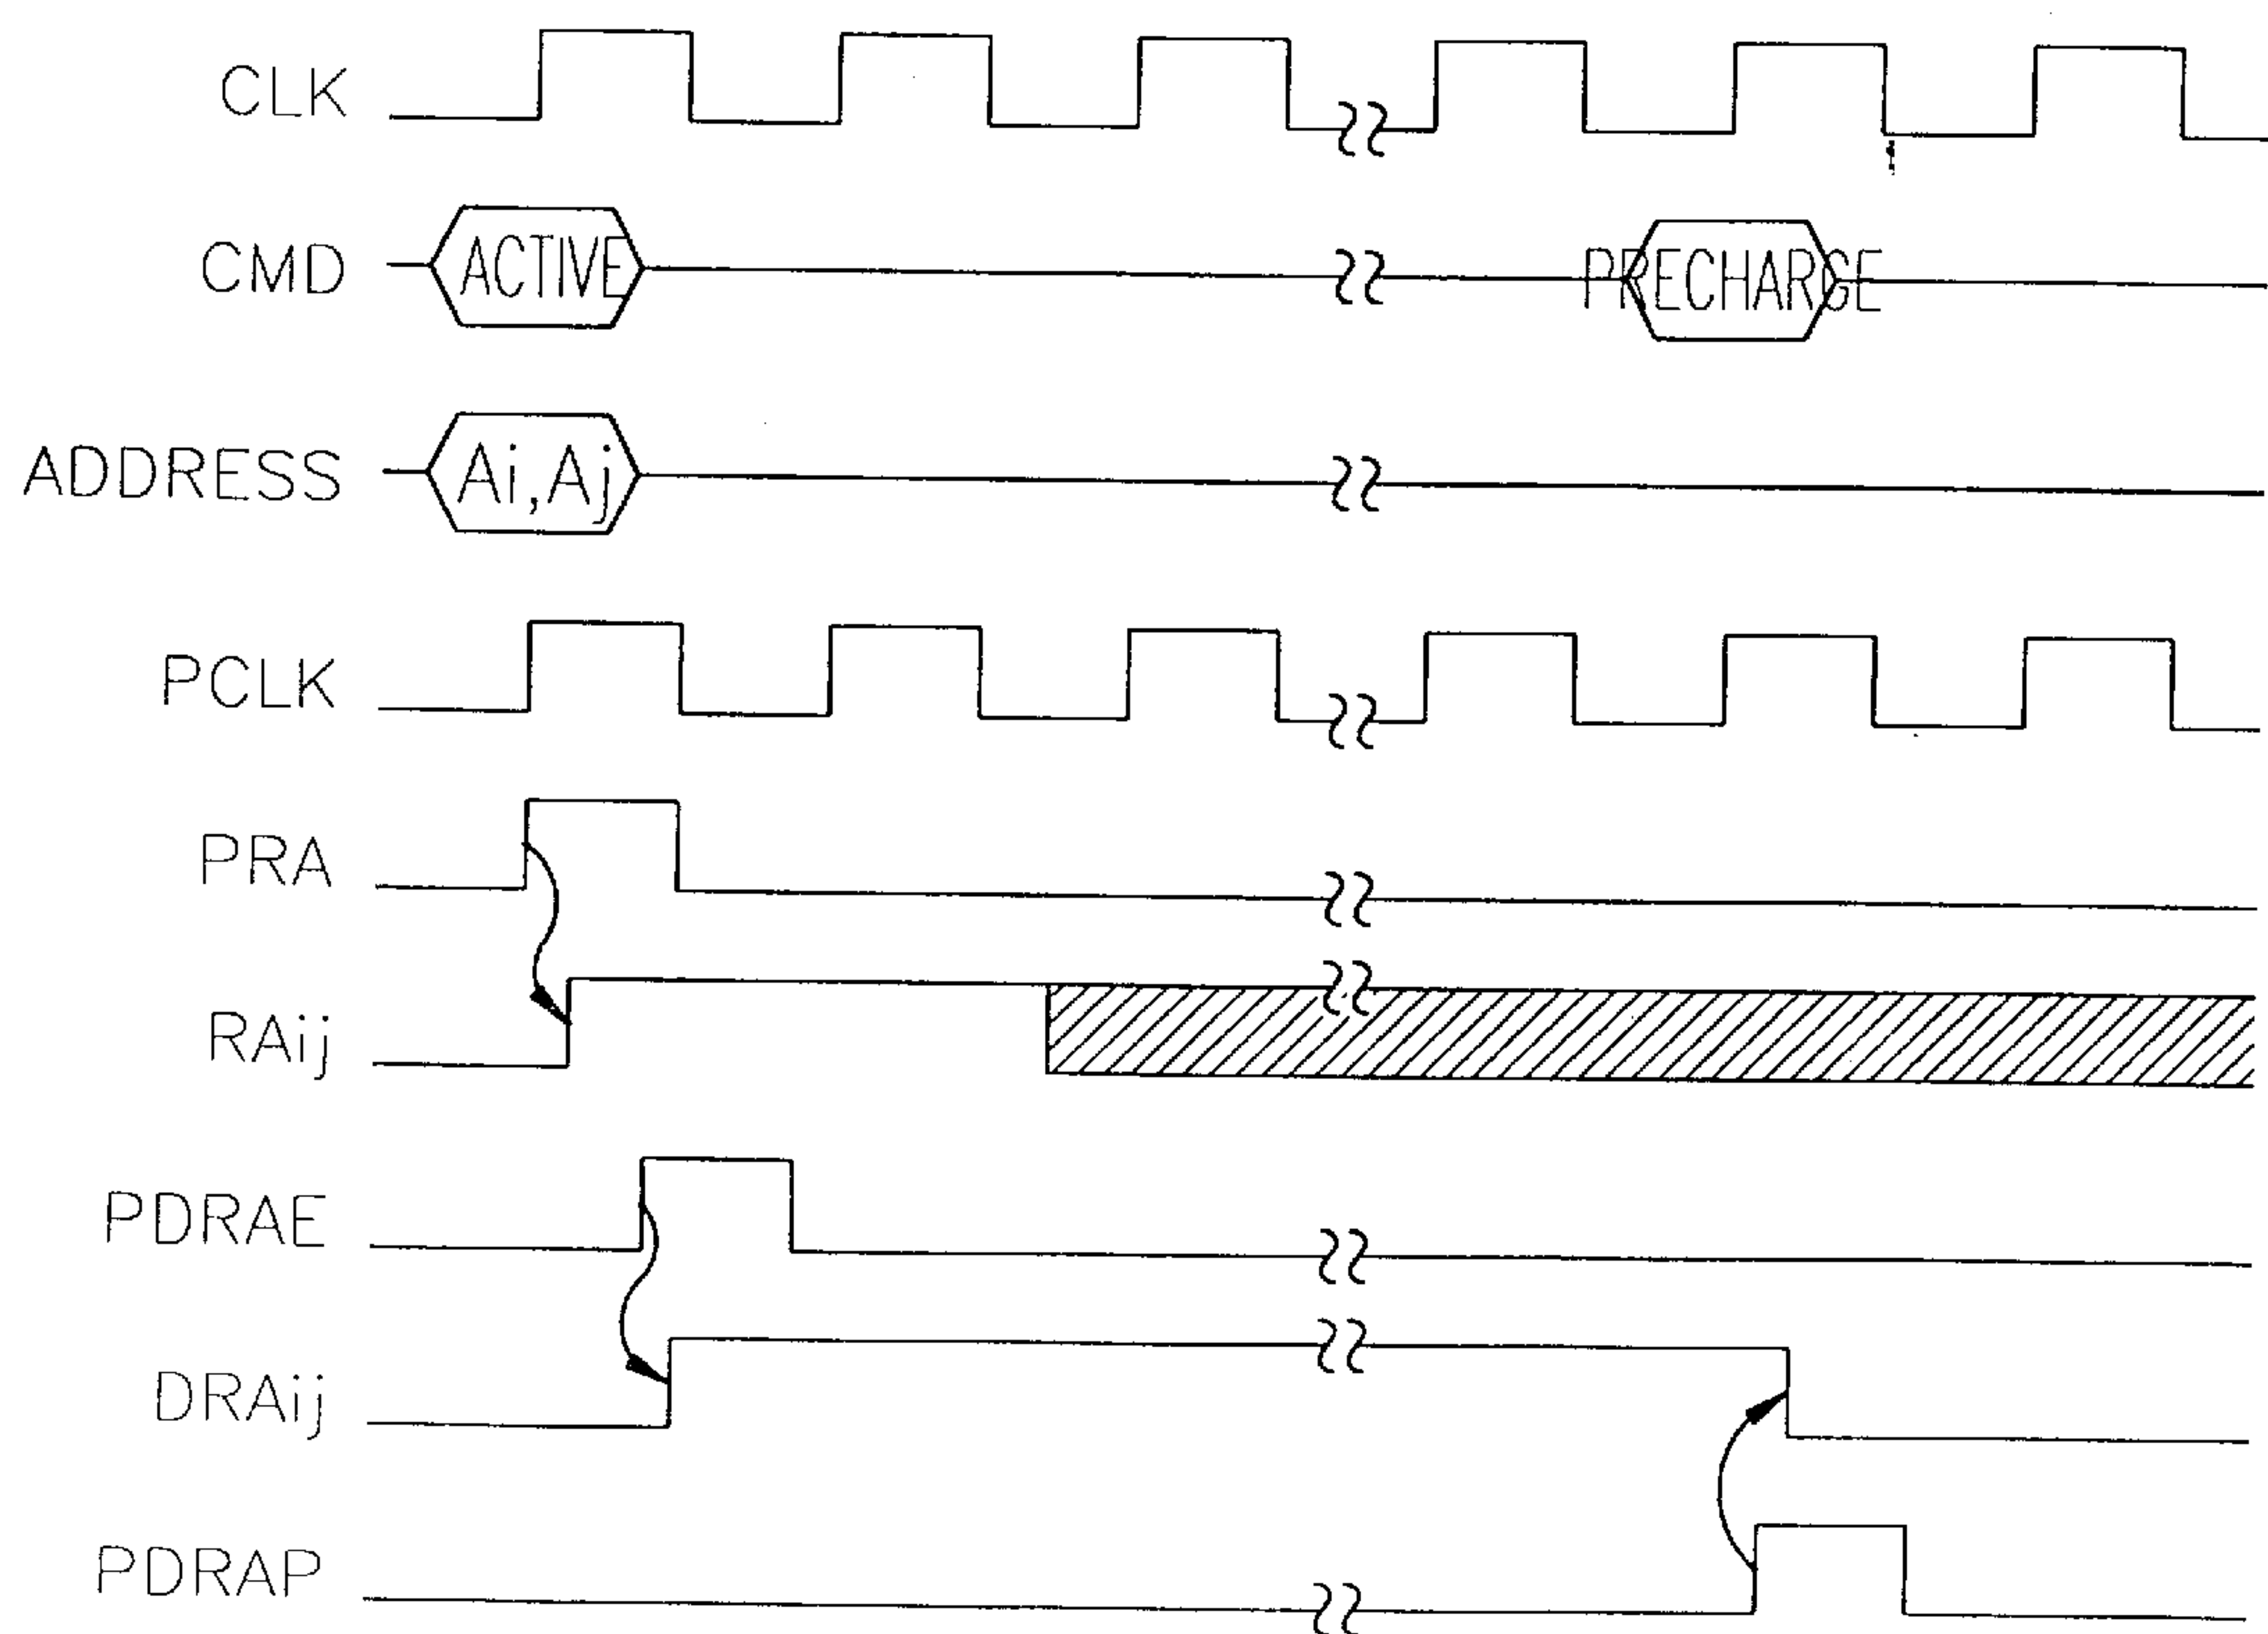 CLK
CMD ACTIVE PRECHARGE
ADDRESS Ai,Aj
PCLK
PRA
RAij
PDRAE
DRAij
PDRAP